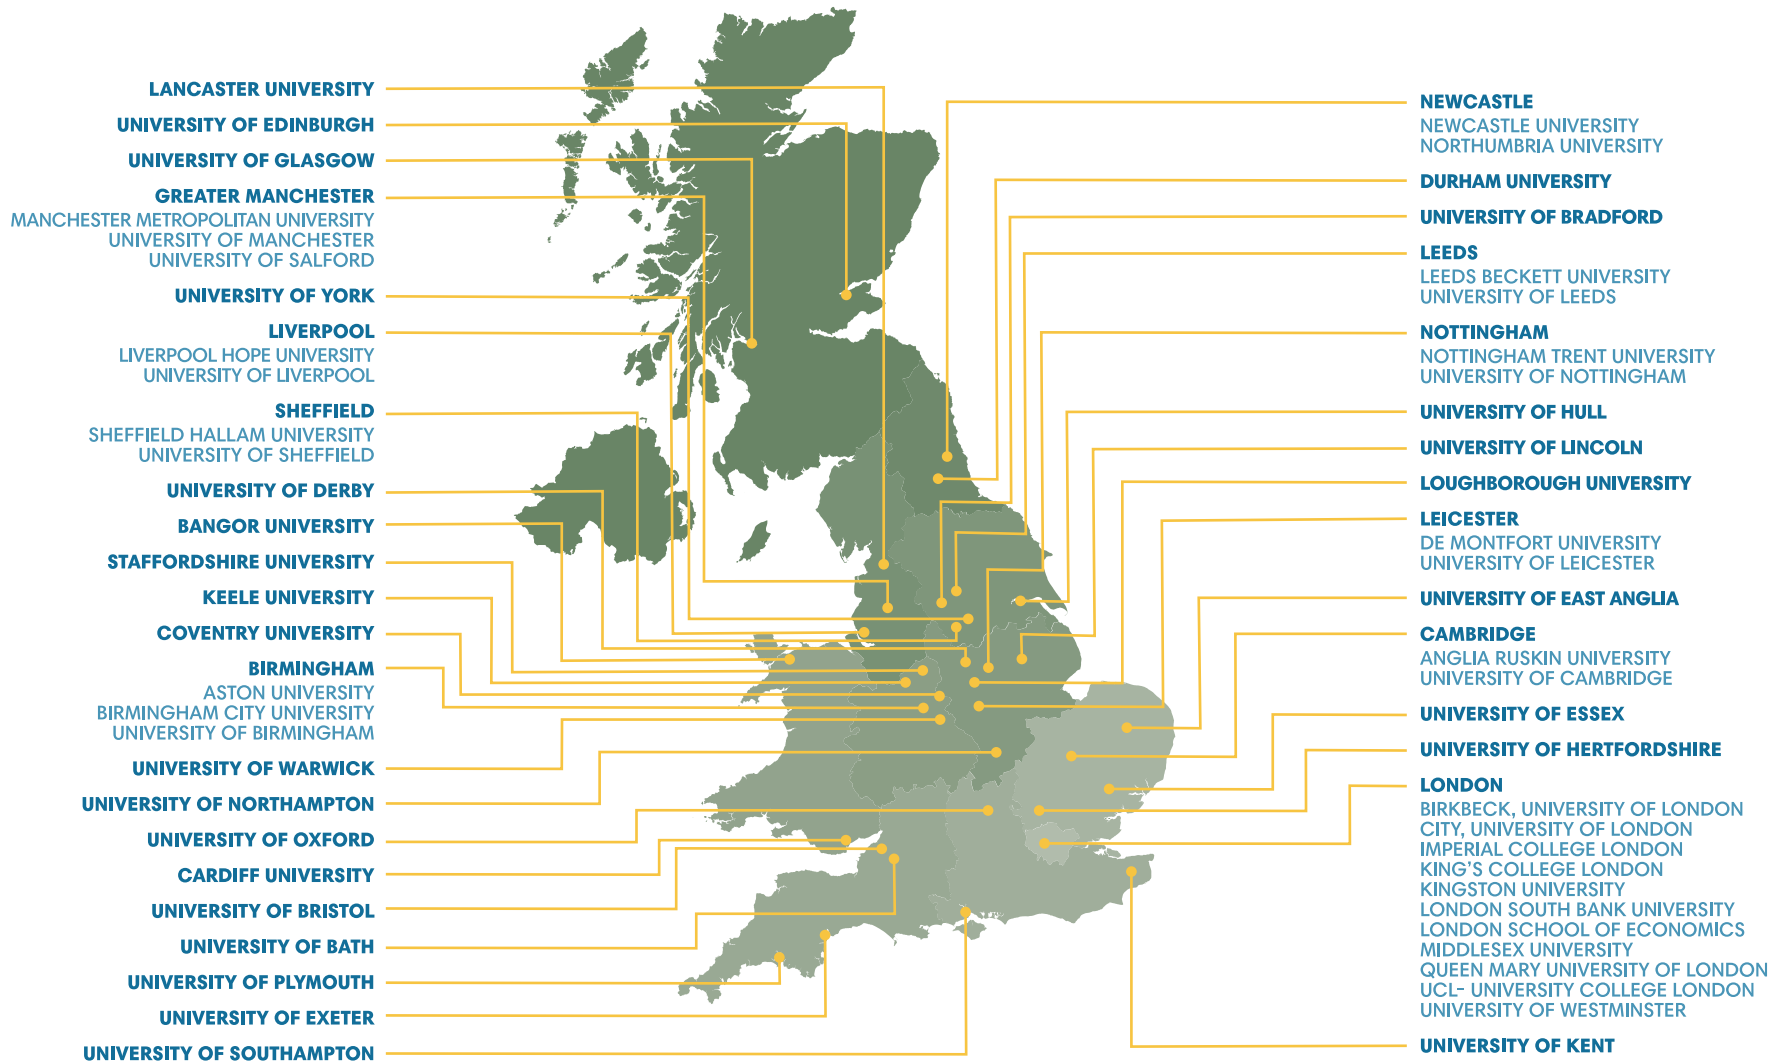 LANCASTER UNIVERSITY
UNIVERSITY OF EDINBURGH
UNIVERSITY OF GLASGOW
GREATER MANCHESTER
MANCHESTER METROPOLITAN UNIVERSITY
UNIVERSITY OF MANCHESTER
UNIVERSITY OF SALFORD
UNIVERSITY OF YORK
LIVERPOOL
LIVERPOOL HOPE UNIVERSITY
UNIVERSITY OF LIVERPOOL
SHEFFIELD
SHEFFIELD HALLAM UNIVERSITY
UNIVERSITY OF SHEFFIELD
UNIVERSITY OF DERBY
BANGOR UNIVERSITY
STAFFORDSHIRE UNIVERSITY
KEELE UNIVERSITY
COVENTRY UNIVERSITY
BIRMINGHAM
ASTON UNIVERSITY
BIRMINGHAM CITY UNIVERSITY
UNIVERSITY OF BIRMINGHAM
UNIVERSITY OF WARWICK
UNIVERSITY OF NORTHAMPTON
UNIVERSITY OF OXFORD
CARDIFF UNIVERSITY
UNIVERSITY OF BRISTOL
UNIVERSITY OF BATH
UNIVERSITY OF PLYMOUTH
UNIVERSITY OF EXETER
UNIVERSITY OF SOUTHAMPTON
NEWCASTLE
NEWCASTLE UNIVERSITY
NORTHUMBRIA UNIVERSITY
DURHAM UNIVERSITY
UNIVERSITY OF BRADFORD
LEEDS
LEEDS BECKETT UNIVERSITY
UNIVERSITY OF LEEDS
NOTTINGHAM
NOTTINGHAM TRENT UNIVERSITY
UNIVERSITY OF NOTTINGHAM
UNIVERSITY OF HULL
UNIVERSITY OF LINCOLN
LOUGHBOROUGH UNIVERSITY
LEICESTER
DE MONTFORT UNIVERSITY
UNIVERSITY OF LEICESTER
UNIVERSITY OF EAST ANGLIA
CAMBRIDGE
ANGLIA RUSKIN UNIVERSITY
UNIVERSITY OF CAMBRIDGE
UNIVERSITY OF ESSEX
UNIVERSITY OF HERTFORDSHIRE
LONDON
BIRKBECK, UNIVERSITY OF LONDON
CITY, UNIVERSITY OF LONDON
IMPERIAL COLLEGE LONDON
KING'S COLLEGE LONDON
KINGSTON UNIVERSITY
LONDON SOUTH BANK UNIVERSITY
LONDON SCHOOL OF ECONOMICS
MIDDLESEX UNIVERSITY
QUEEN MARY UNIVERSITY OF LONDON
UCL- UNIVERSITY COLLEGE LONDON
UNIVERSITY OF WESTMINSTER
UNIVERSITY OF KENT